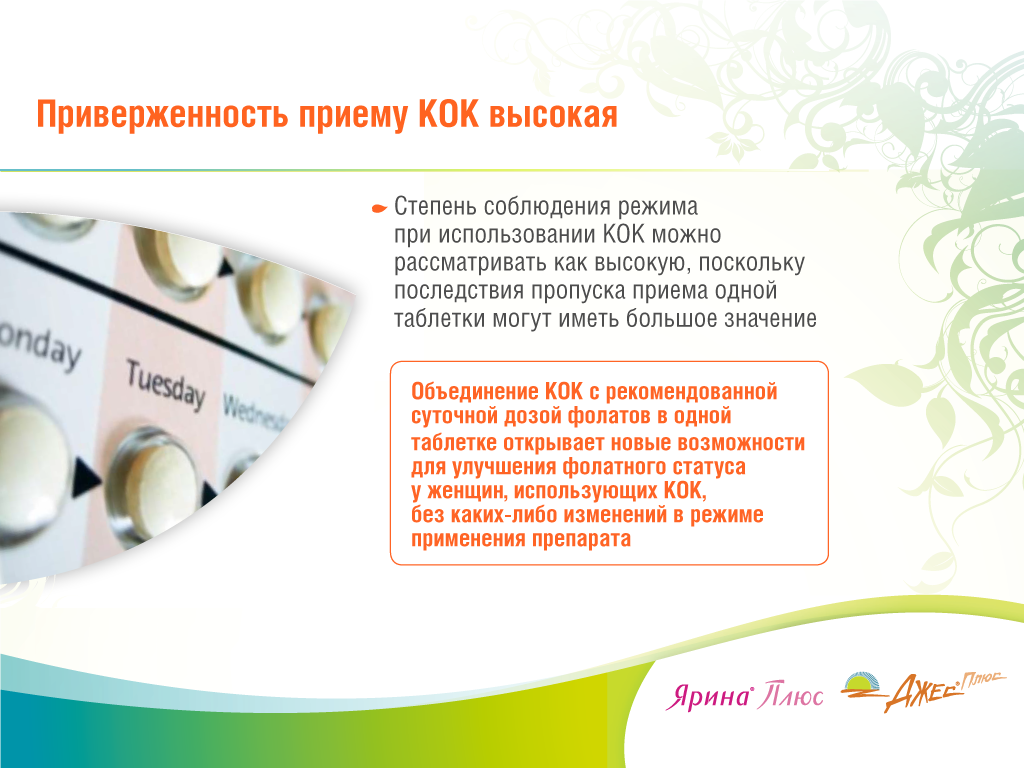 Приверженность приему КОК высокая
Степень соблюдения режима
при использовании КОК можно
рассматривать как высокую, поскольку
последствия пропуска приема одной
таблетки могут иметь большое значение
onday
Tuesday
Wednesd
Объединение КОК с рекомендованной
суточной дозой фолатов в одной
таблетке открывает новые возможности
для улучшения фолатного статуса
у женщин, использующих КОК,
без каких-либо изменений в режиме
применения препарата
Ярина® Плюс
Джес® Плюс